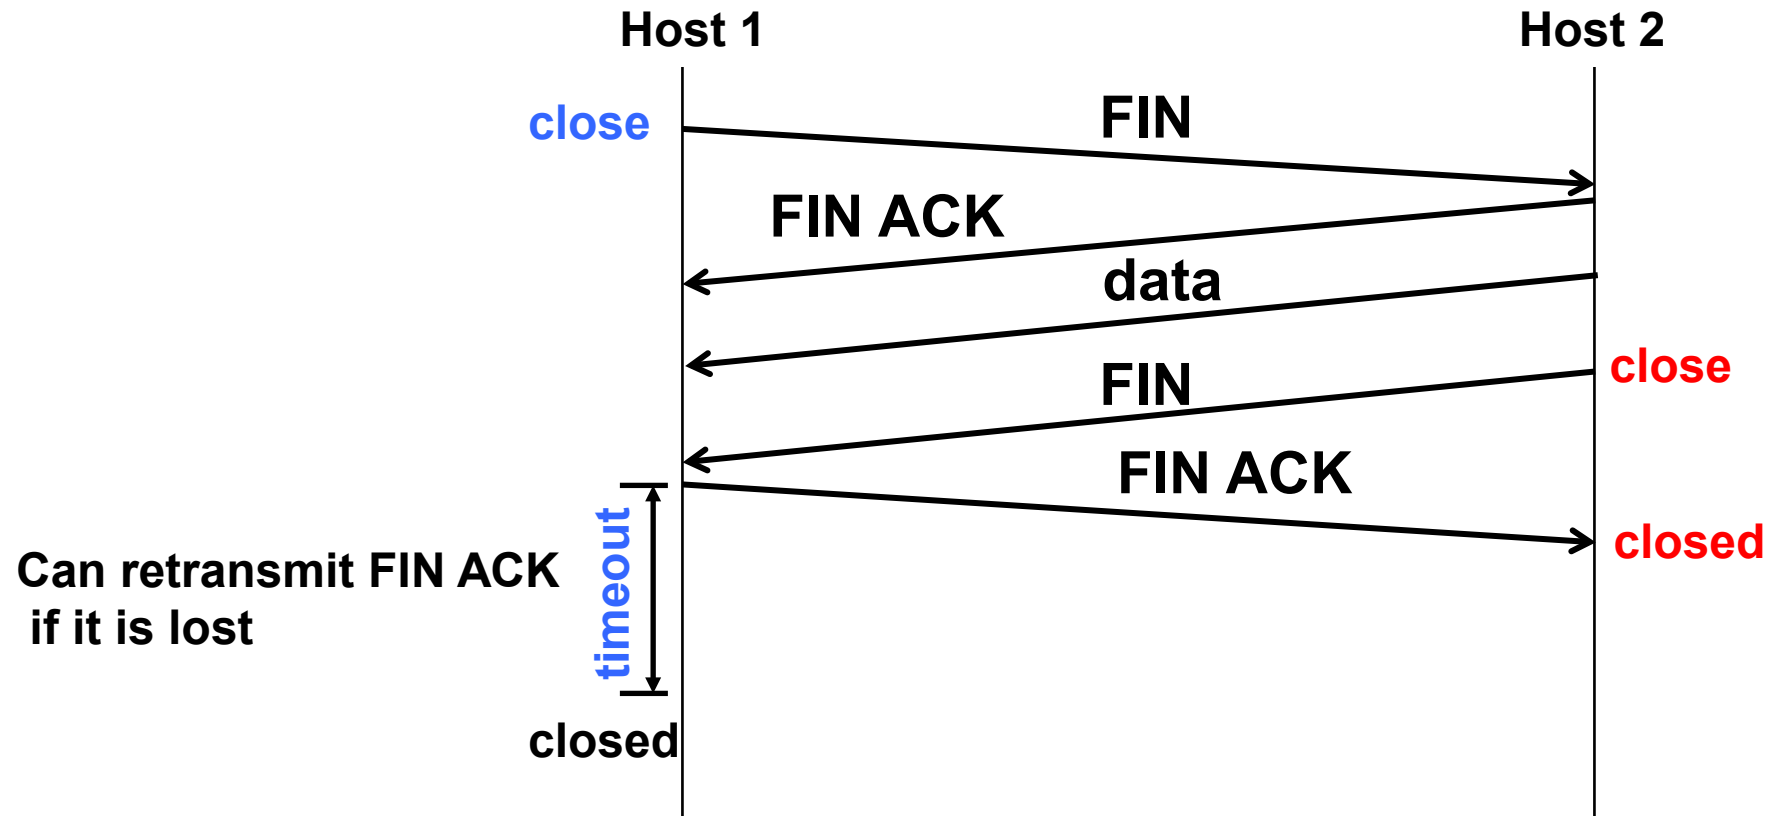 Host 1
Host 2
close
FIN
FIN ACK
data
close
FIN
FIN ACK
timeout
closed
Can retransmit FIN ACK
if it is lost
closed